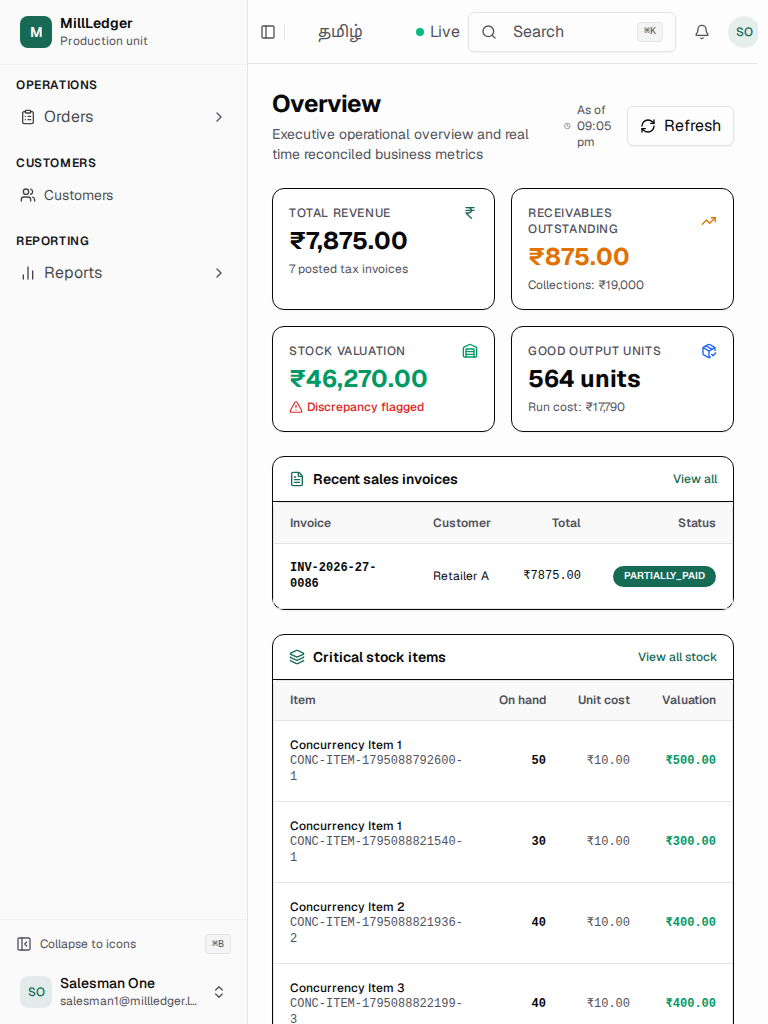 M
MillLedger
Production unit
OPERATIONS
Orders
CUSTOMERS
Customers
REPORTING
Reports
Collapse to icons
⌘B
SO
Salesman One
salesman1@millledger.l...
தமிழ்
Live
Search
⌘K
SO
Overview
Executive operational overview and real
time reconciled business metrics
As of
09:05
pm
Refresh
TOTAL REVENUE
₹7,875.00
7 posted tax invoices
RECEIVABLES
OUTSTANDING
₹875.00
Collections: ₹19,000
STOCK VALUATION
₹46,270.00
Discrepancy flagged
GOOD OUTPUT UNITS
564 units
Run cost: ₹17,790
Recent sales invoices
View all
Invoice Customer Total Status
INV-2026-27-
0086
Retailer A ₹7875.00 PARTIALLY_PAID
Critical stock items
View all stock
Item On hand Unit cost Valuation
Concurrency Item 1
CONC-ITEM-1795088792600-
1
50 ₹10.00 ₹500.00
Concurrency Item 1
CONC-ITEM-1795088821540-
1
30 ₹10.00 ₹300.00
Concurrency Item 2
CONC-ITEM-1795088821936-
2
40 ₹10.00 ₹400.00
Concurrency Item 3
CONC-ITEM-1795088822199-
3
40 ₹10.00 ₹400.00